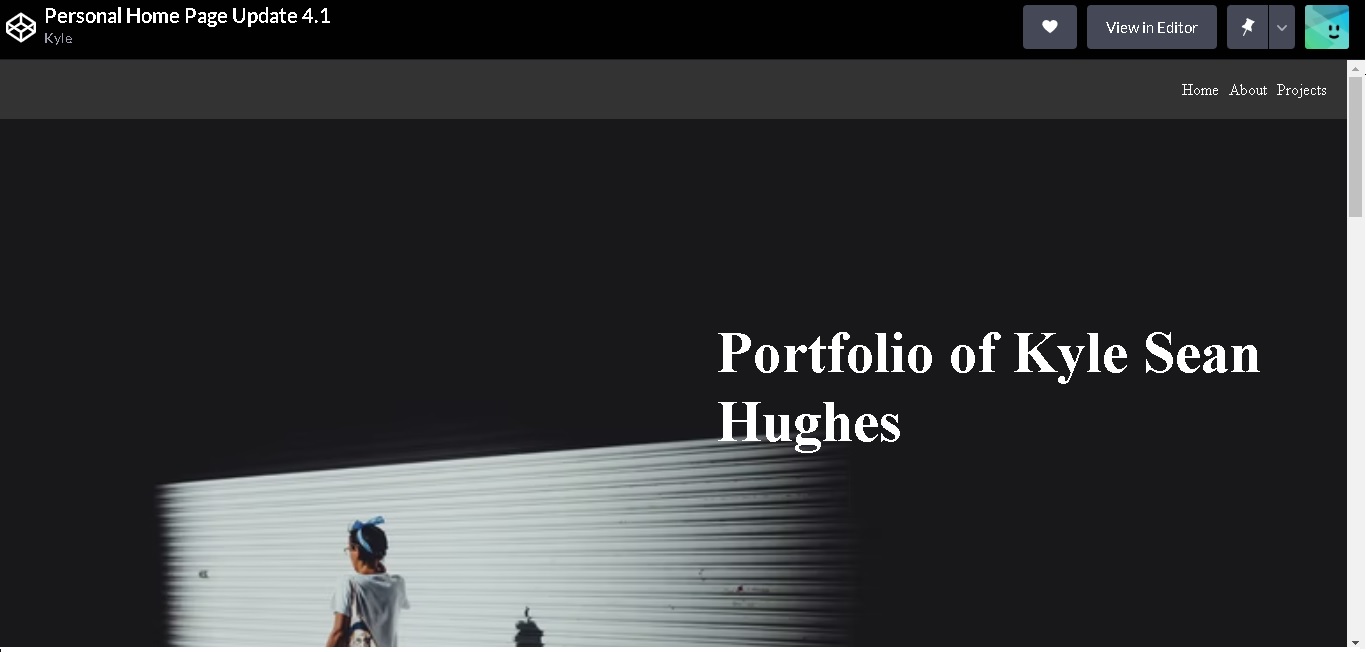 Personal Home Page Update 4.1
Kyle
View in Editor
Home About Projects
Portfolio of Kyle Sean
Hughes